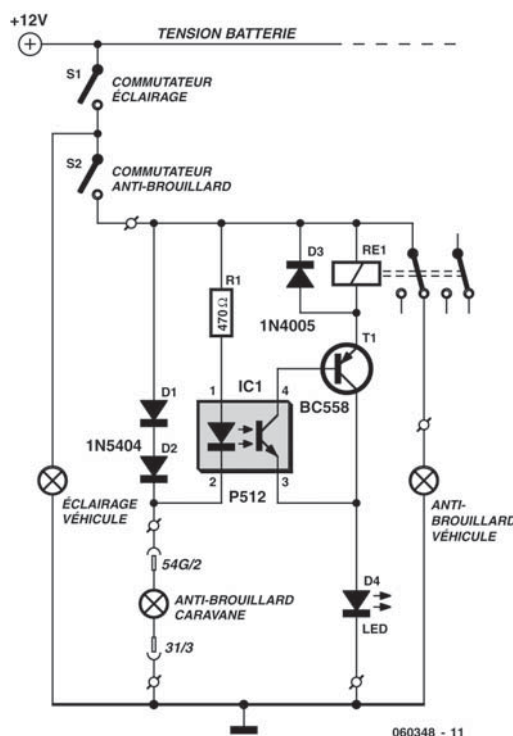 +12V
TENSION BATTERIE
S1
COMMUTATEUR
ÉCLAIRAGE
S2
COMMUTATEUR
ANTI-BROUILLARD
D3
RE1
R1
470Ω
1N4005
T1
IC1
BC558
D1
1
4
1N5404
D2
2
3
P512
ÉCLAIRAGE
VÉHICULE
ANTI-
BROUILLARD
VÉHICULE
54G/2
D4
ANTI-BROUILLARD
CARAVANE
LED
31/3
060348 - 11